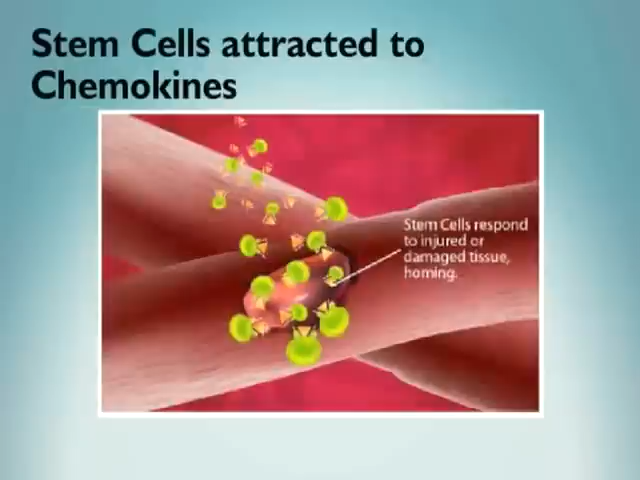 Stem Cells attracted to
Chemokines
Stem Cells respond
to injured or
damaged tissue,
homing.